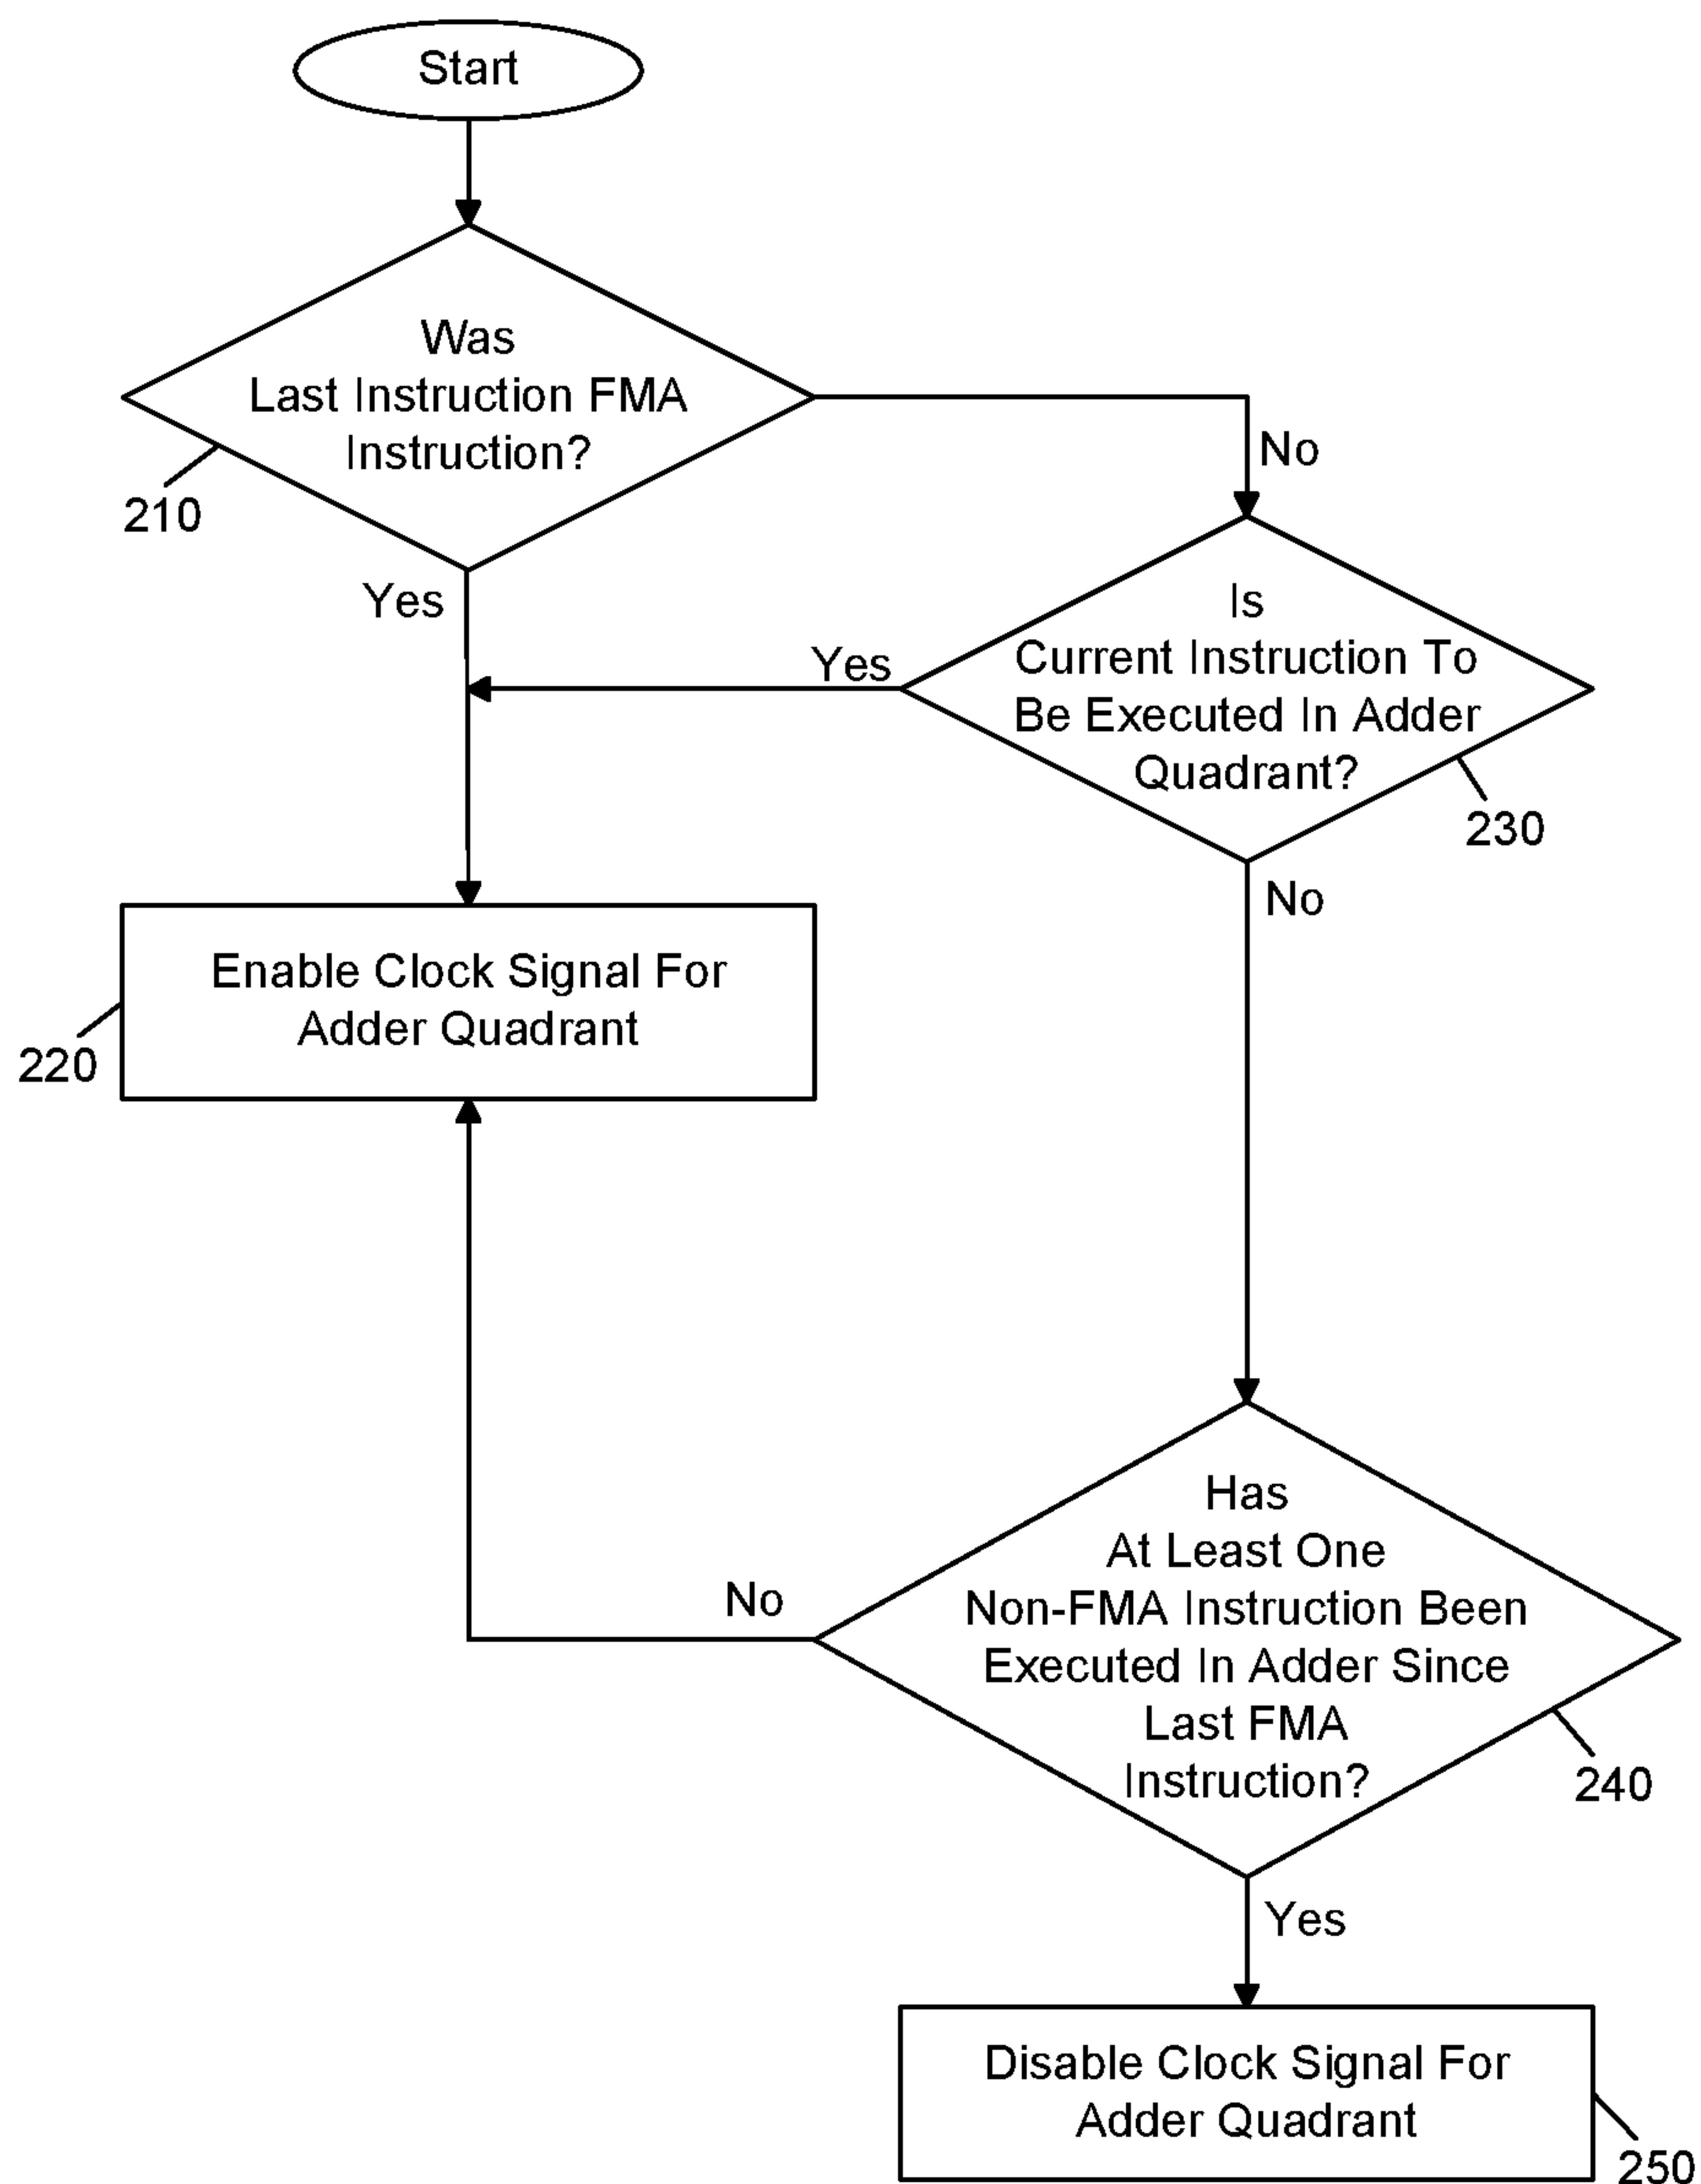 Start
Was
Last Instruction FMA
Instruction?
210
No
Yes
Is
Current Instruction To
Be Executed In Adder
Quadrant?
230
Yes
No
Enable Clock Signal For
Adder Quadrant
220
Has
At Least One
Non-FMA Instruction Been
Executed In Adder Since
Last FMA
Instruction?
240
No
Yes
Disable Clock Signal For
Adder Quadrant
250